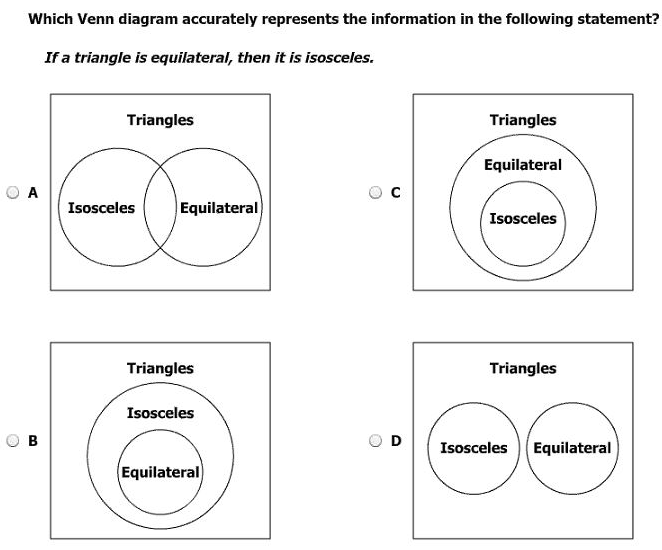 Which Venn diagram accurately represents the information in the following statement?
If a triangle is equilateral, then it is isosceles.
A
Triangles
Isosceles Equilateral
C
Triangles
Equilateral
Isosceles
B
Triangles
Isosceles
Equilateral
D
Triangles
Isosceles Equilateral